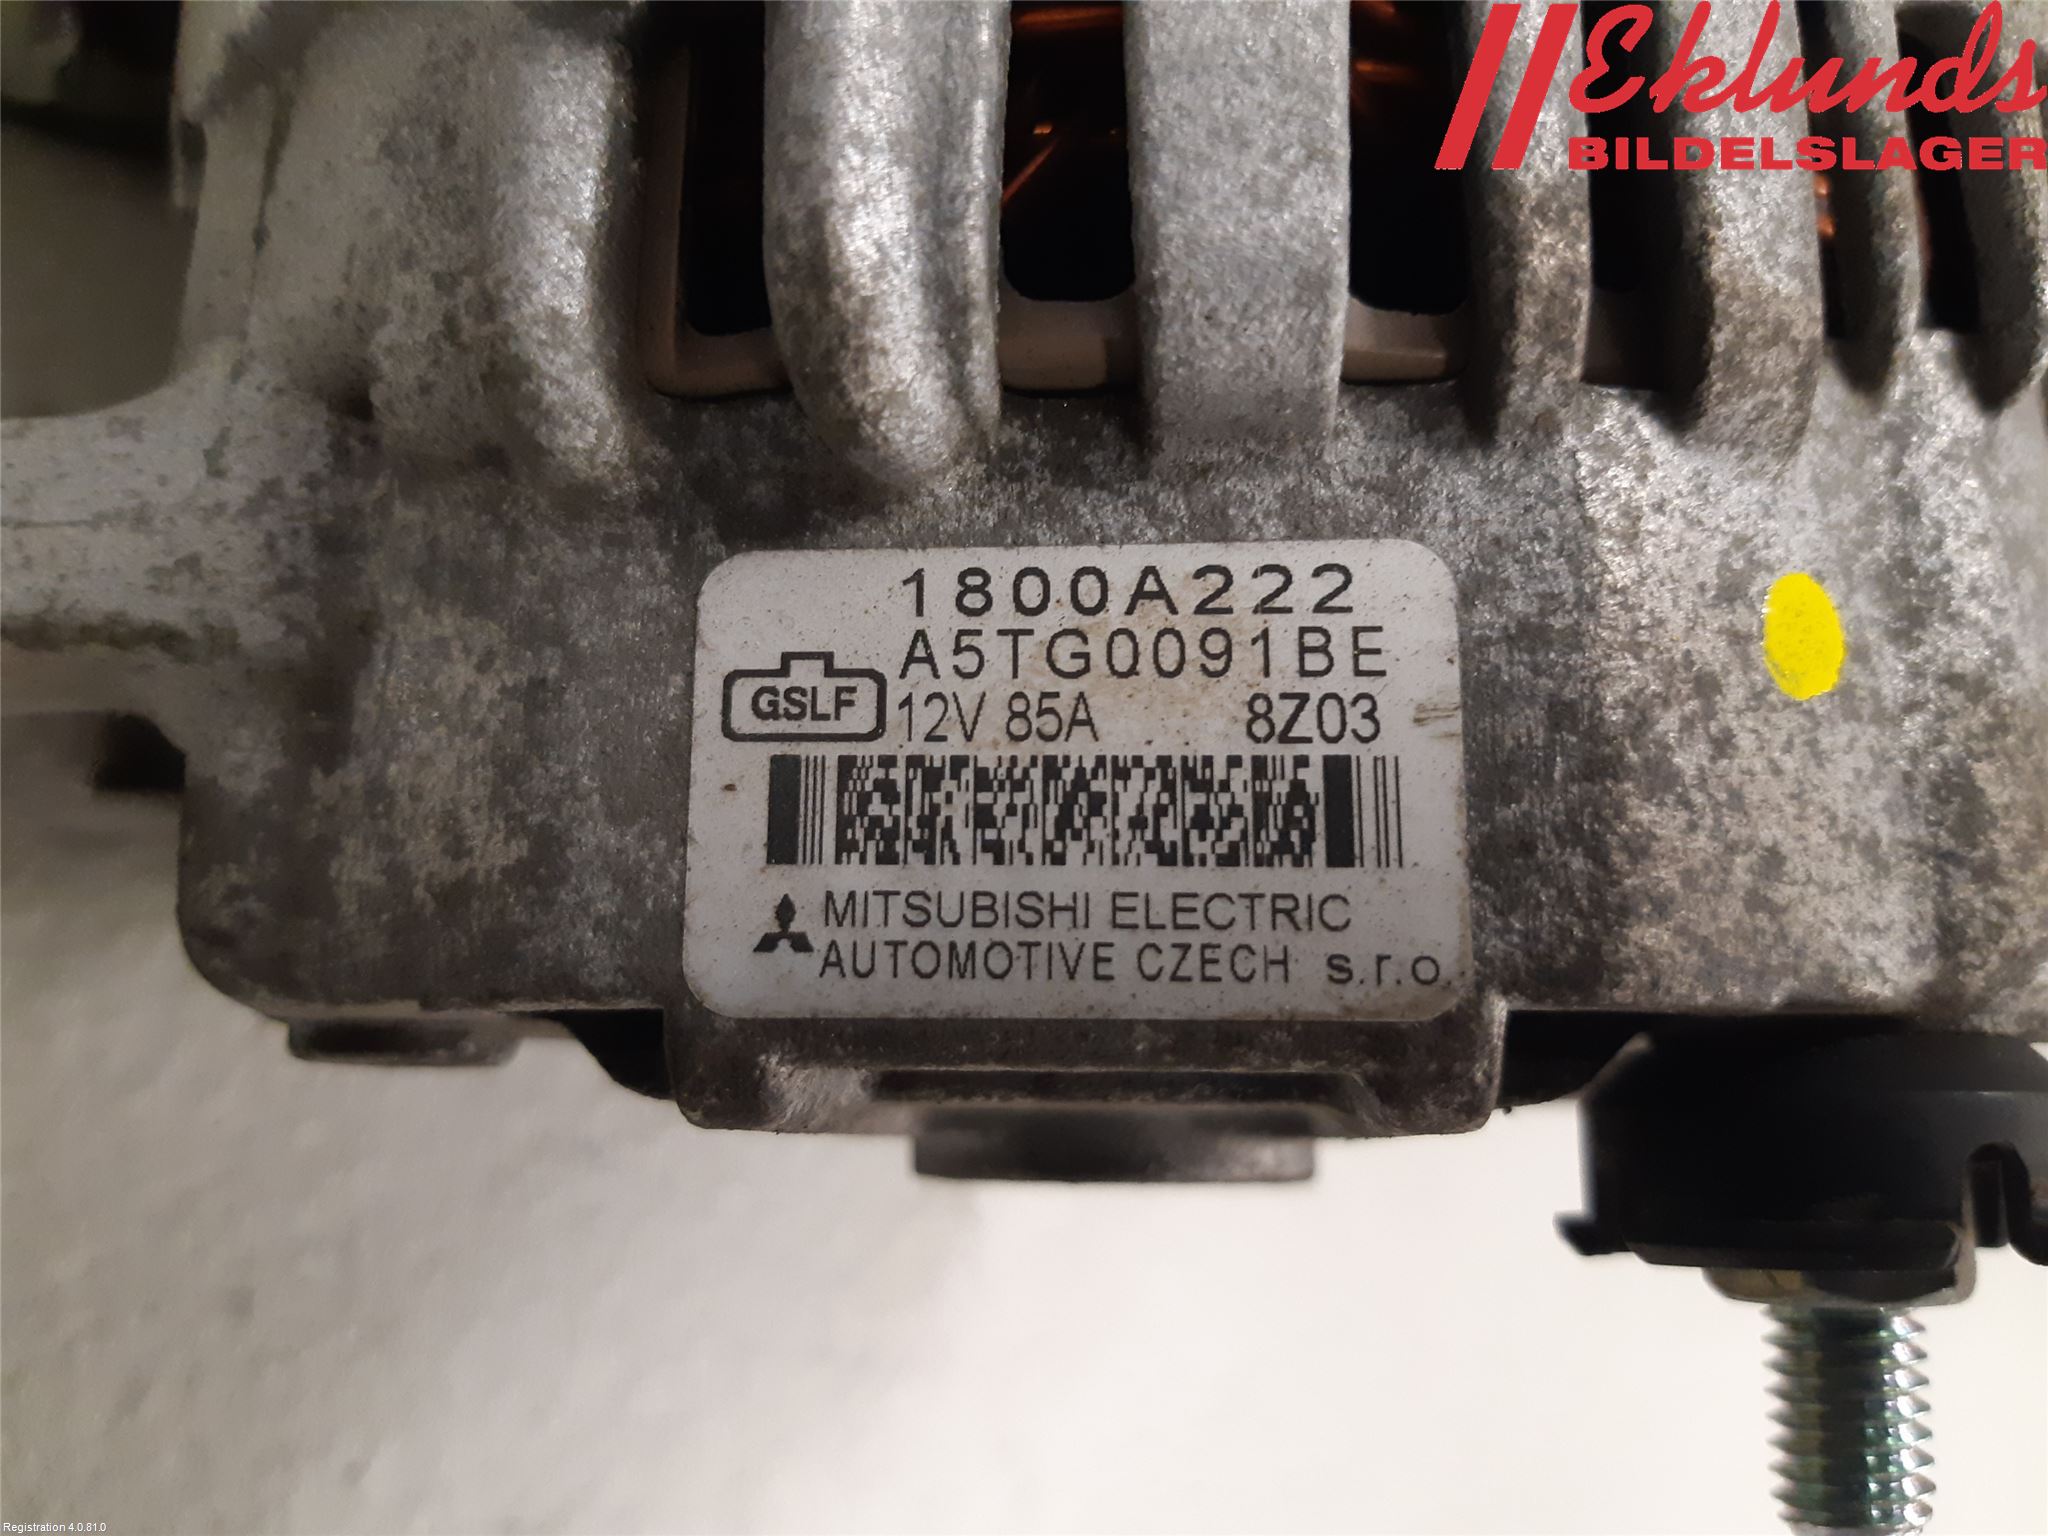 Eklunds
BILDELSLAGER
1800A222
A5TG0091BE
GSLF
12V 85A 8Z03
MITSUBISHI ELECTRIC
AUTOMOTIVE CZECH s.r.o.
Registration 4.0.81.0